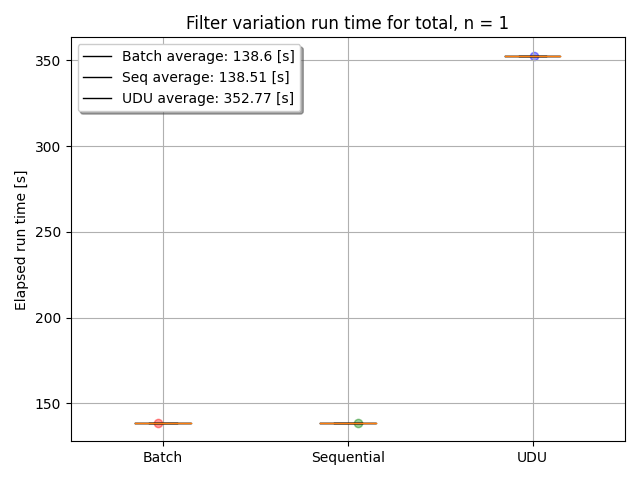 Filter variation run time for total, n = 1
Batch average: 138.6 [s]
Seq average: 138.51 [s]
UDU average: 352.77 [s]
Elapsed run time [s]
350
300
250
200
150
Batch
Sequential
UDU